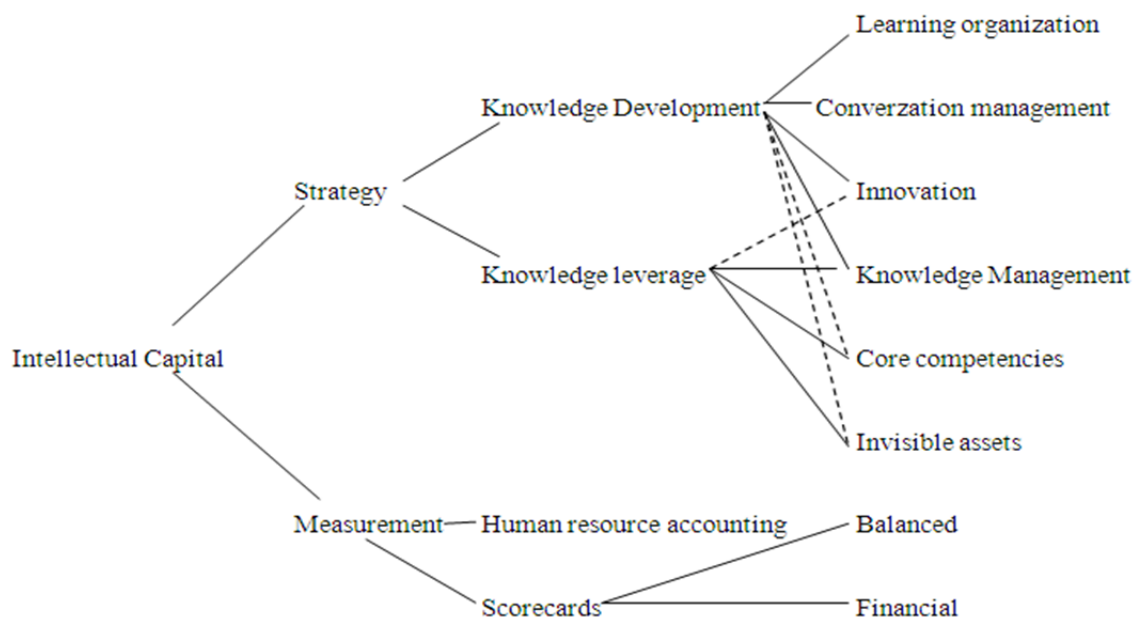 Learning organization
Knowledge Development
Converzation management
Strategy
Innovation
Knowledge leverage
Knowledge Management
Intellectual Capital
Core competencies
Invisible assets
Measurement
Human resource accounting
Balanced
Scorecards
Financial